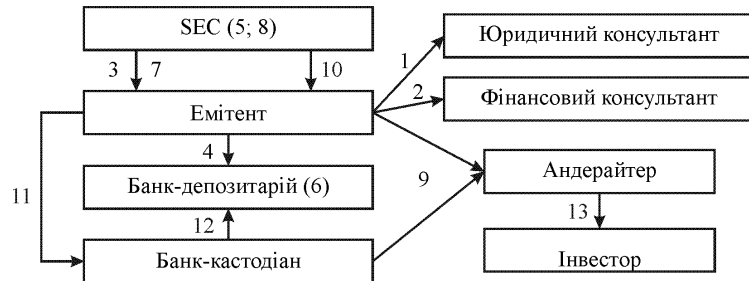 SEC (5; 8)
Юридичний консультант
3
7
10
1
2
Фінансовий консультант
Емітент
4
Банк-депозитарій (6)
9
Андерайтер
11
12
13
Банк-кастодіан
Інвестор